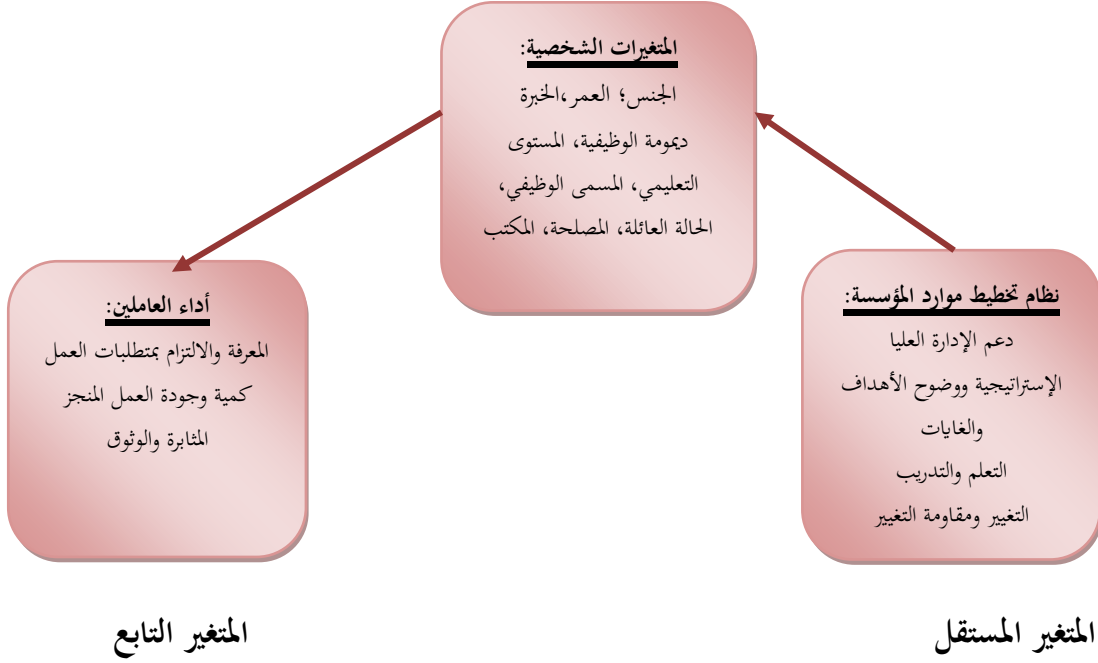 المتغيرات الشخصية:
الجنس؛ العمر،الخبرة
ديمومة الوظيفية، المستوى
التعليمي، المسمى الوظيفي،
الحالة العائلة، المصلحة، المكتب
نظام تخطيط موارد المؤسسة:
دعم الإدارة العليا
الإستراتيجية ووضوح الأهداف
والغايات
التعلم والتدريب
التغيير ومقاومة التغيير
أداء العاملين:
المعرفة والالتزام بمتطلبات العمل
كمية وجودة العمل المنجز
المثابرة والوثوق
المتغير المستقل
المتغير التابع